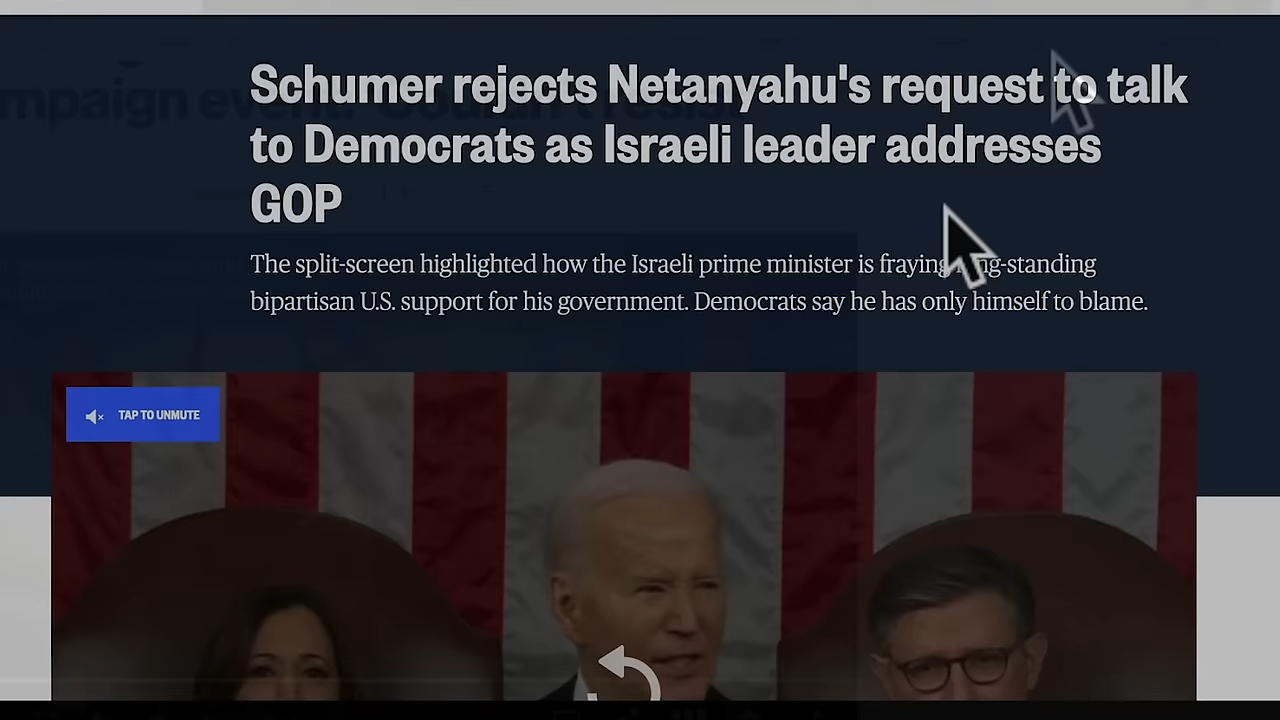 Schumer rejects Netanyahu's request to talk
to Democrats as Israeli leader addresses
GOP
The split-screen highlighted how the Israeli prime minister is fraying long-standing
bipartisan U.S. support for his government. Democrats say he has only himself to blame.
TAP TO UNMUTE